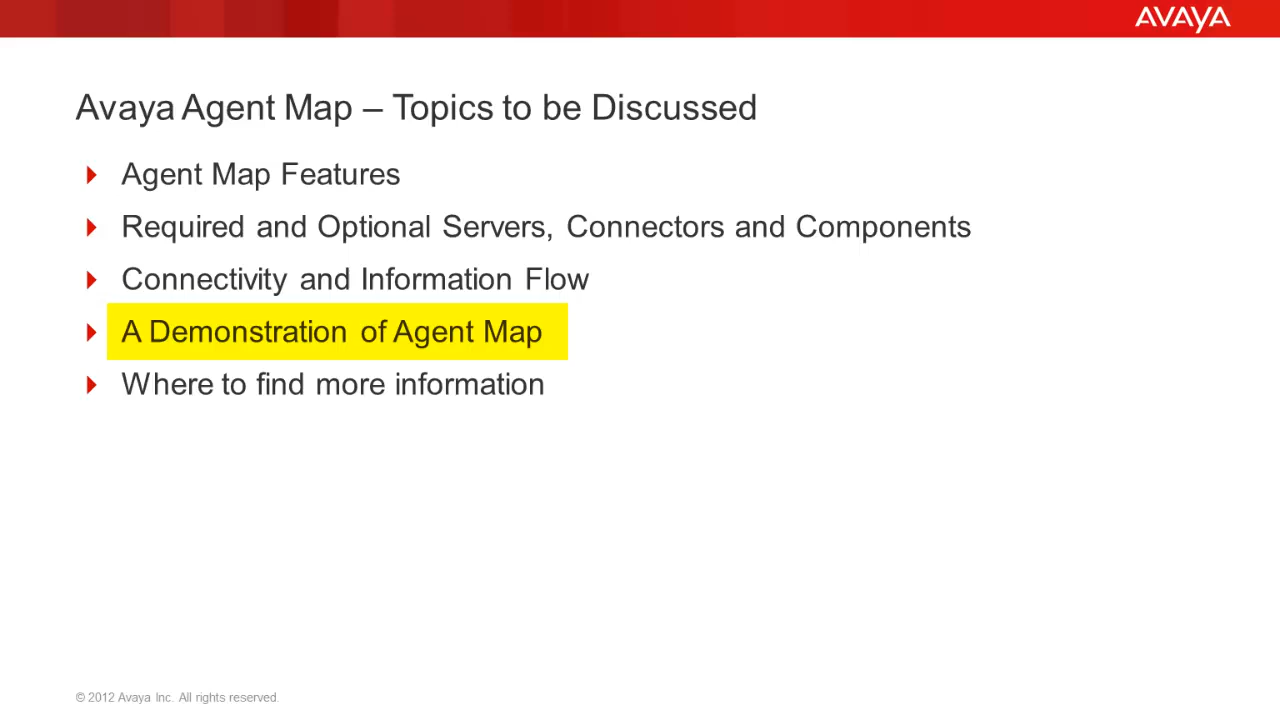 AVAYA
Avaya Agent Map – Topics to be Discussed
Agent Map Features
Required and Optional Servers, Connectors and Components
Connectivity and Information Flow
A Demonstration of Agent Map
Where to find more information
© 2012 Avaya Inc. All rights reserved.